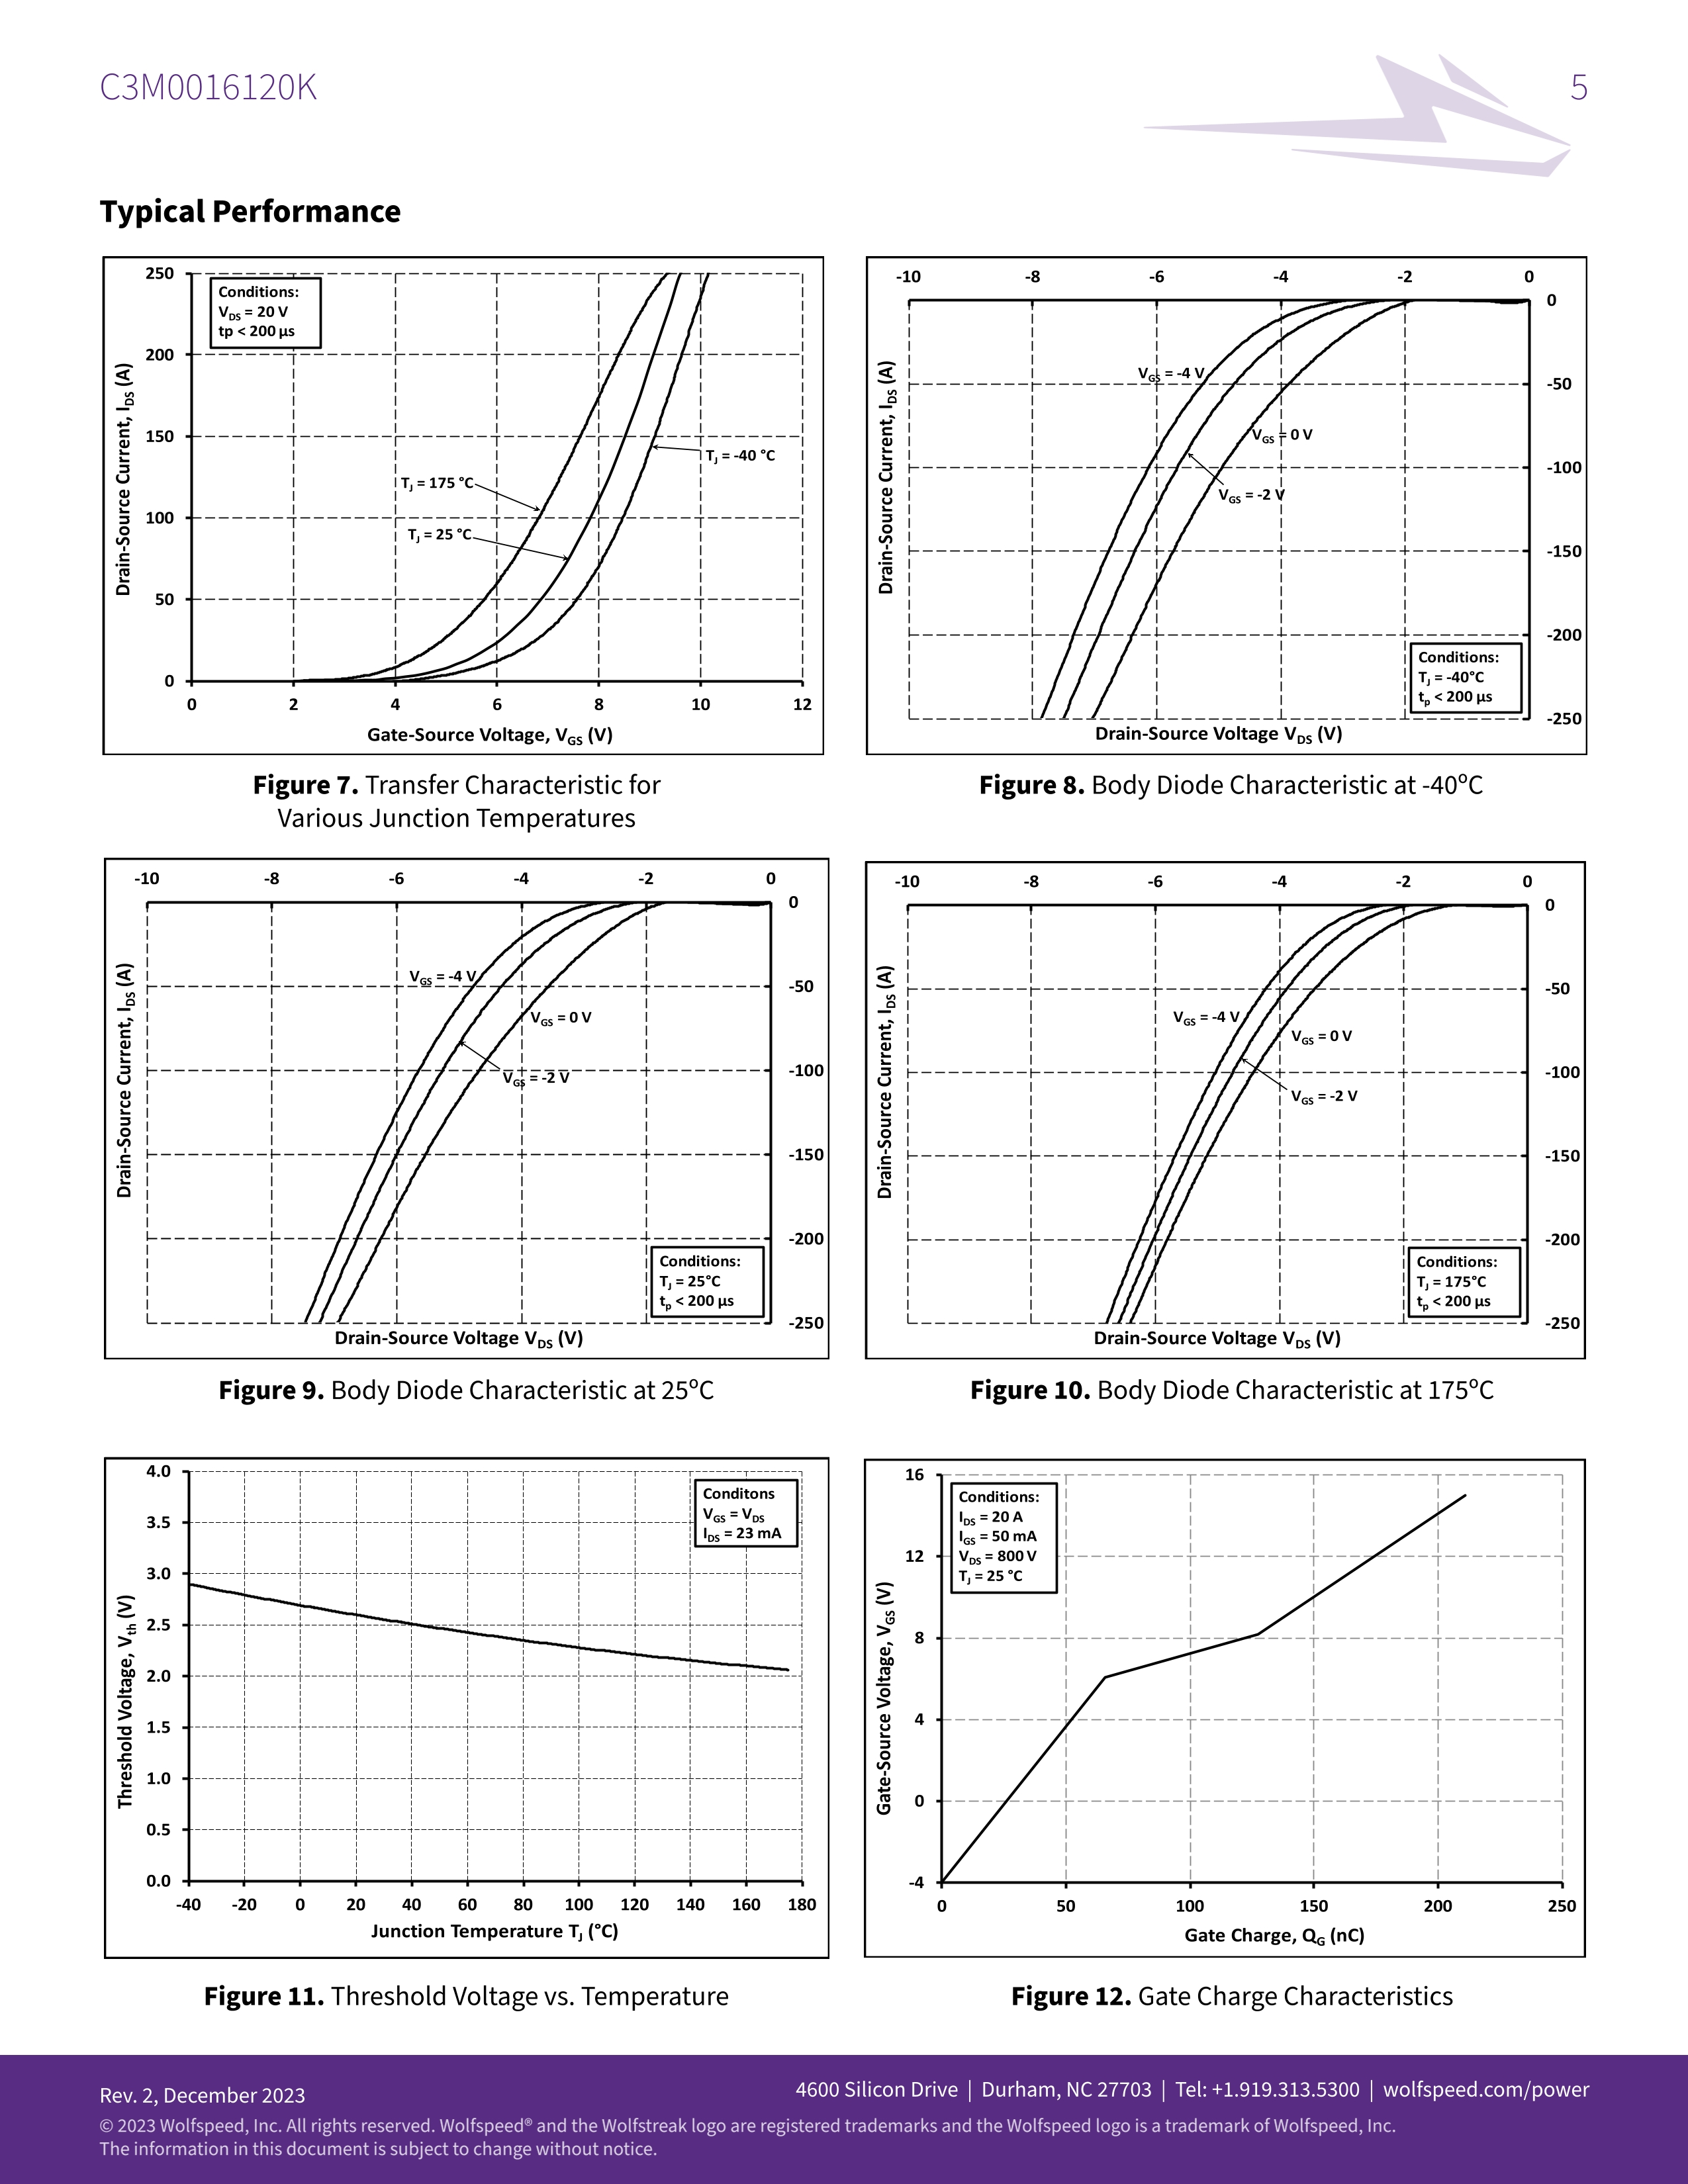 C3M0016120K
5
Typical Performance
250
200
150
100
50
0
0 2 4 6 8 10 12
Drain-Source Current, IDS (A)
Gate-Source Voltage, VGS (V)
Conditions:
VDS = 20 V
tp < 200 µs
TJ = 175 °C
TJ = 25 °C
TJ = -40 °C
Figure 7. Transfer Characteristic for
Various Junction Temperatures
-10 -8 -6 -4 -2 0
0
-50
-100
-150
-200
-250
Drain-Source Current, IDS (A)
VGS = -4 V
VGS = 0 V
VGS = -2 V
Conditions:
TJ = -40°C
tp < 200 µs
Drain-Source Voltage VDS (V)
Figure 8. Body Diode Characteristic at -40ºC
-10 -8 -6 -4 -2 0
0
-50
-100
-150
-200
-250
Drain-Source Current, IDS (A)
VGS = -4 V
VGS = 0 V
VGS = -2 V
Conditions:
TJ = 25°C
tp < 200 µs
Drain-Source Voltage VDS (V)
Figure 9. Body Diode Characteristic at 25ºC
-10 -8 -6 -4 -2 0
0
-50
-100
-150
-200
-250
Drain-Source Current, IDS (A)
VGS = -4 V
VGS = 0 V
VGS = -2 V
Conditions:
TJ = 175°C
tp < 200 µs
Drain-Source Voltage VDS (V)
Figure 10. Body Diode Characteristic at 175ºC
4.0
3.5
3.0
2.5
2.0
1.5
1.0
0.5
0.0
-40 -20 0 20 40 60 80 100 120 140 160 180
Threshold Voltage, Vth (V)
Junction Temperature TJ (°C)
Conditons
VGS = VDS
IDS = 23 mA
Figure 11. Threshold Voltage vs. Temperature
16
12
8
4
0
-4
0 50 100 150 200 250
Gate-Source Voltage, VGS (V)
Gate Charge, QG (nC)
Conditions:
IDS = 20 A
IGS = 50 mA
VDS = 800 V
TJ = 25 °C
Figure 12. Gate Charge Characteristics
Rev. 2, December 2023
4600 Silicon Drive | Durham, NC 27703 | Tel: +1.919.313.5300 | wolfspeed.com/power
© 2023 Wolfspeed, Inc. All rights reserved. Wolfspeed® and the Wolfstreak logo are registered trademarks and the Wolfspeed logo is a trademark of Wolfspeed, Inc.
The information in this document is subject to change without notice.